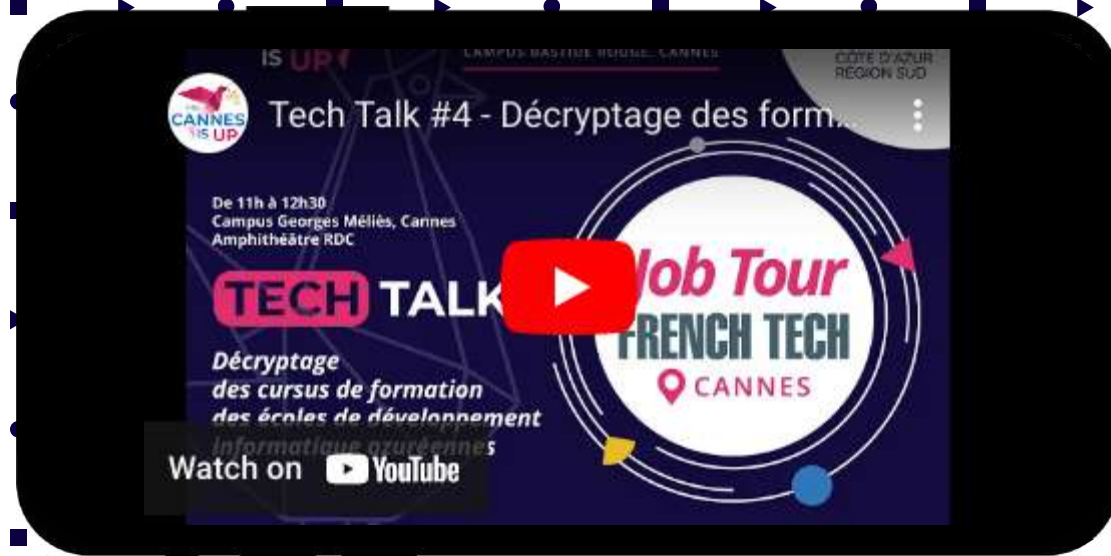 IS UP
CAMPUS BASTIDE ROUGE, CANNES
CÔTE D'AZUR
RÉGION SUD
CANNES
IS UP
Tech Talk #4 - Décryptage des form...
De 11h à 12h30
Campus Georges Méliès, Cannes
Amphithéâtre RDC
TECH TALK
Décryptage
des cursus de formation
des écoles de développement
informatique azuréennes
Job Tour
FRENCH TECH
CANNES
Watch on YouTube